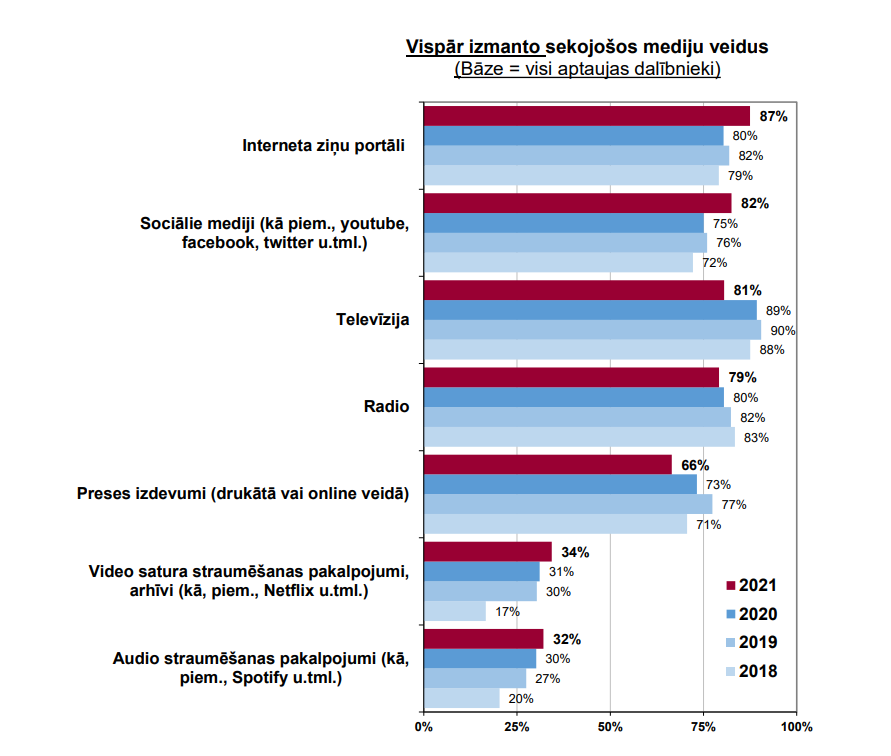 Vispār izmanto sekojošos mediju veidus
(Bāze = visi aptaujas dalībnieki)
Interneta ziņu portāli
87%
80%
82%
79%
Sociālie mediji (kā piem., youtube,
facebook, twitter u.tml.)
82%
75%
76%
72%
Televīzija
81%
89%
90%
88%
Radio
79%
80%
82%
83%
Preses izdevumi (drukātā vai online veidā)
66%
73%
77%
71%
Video satura straumēšanas pakalpojumi,
arhīvi (kā, piem., Netflix u.tml.)
34%
31%
30%
17%
Audio straumēšanas pakalpojumi (kā,
piem., Spotify u.tml.)
32%
30%
27%
20%
2021
2020
2019
2018
0% 25% 50% 75% 100%